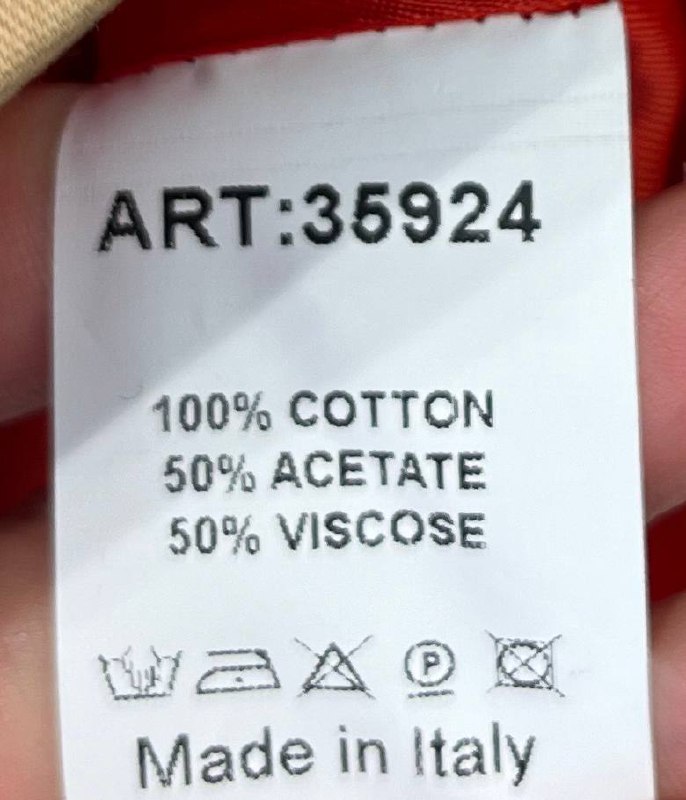 ART:35924
100% COTTON
50% ACETATE
50% VISCOSE
P
Made in Italy